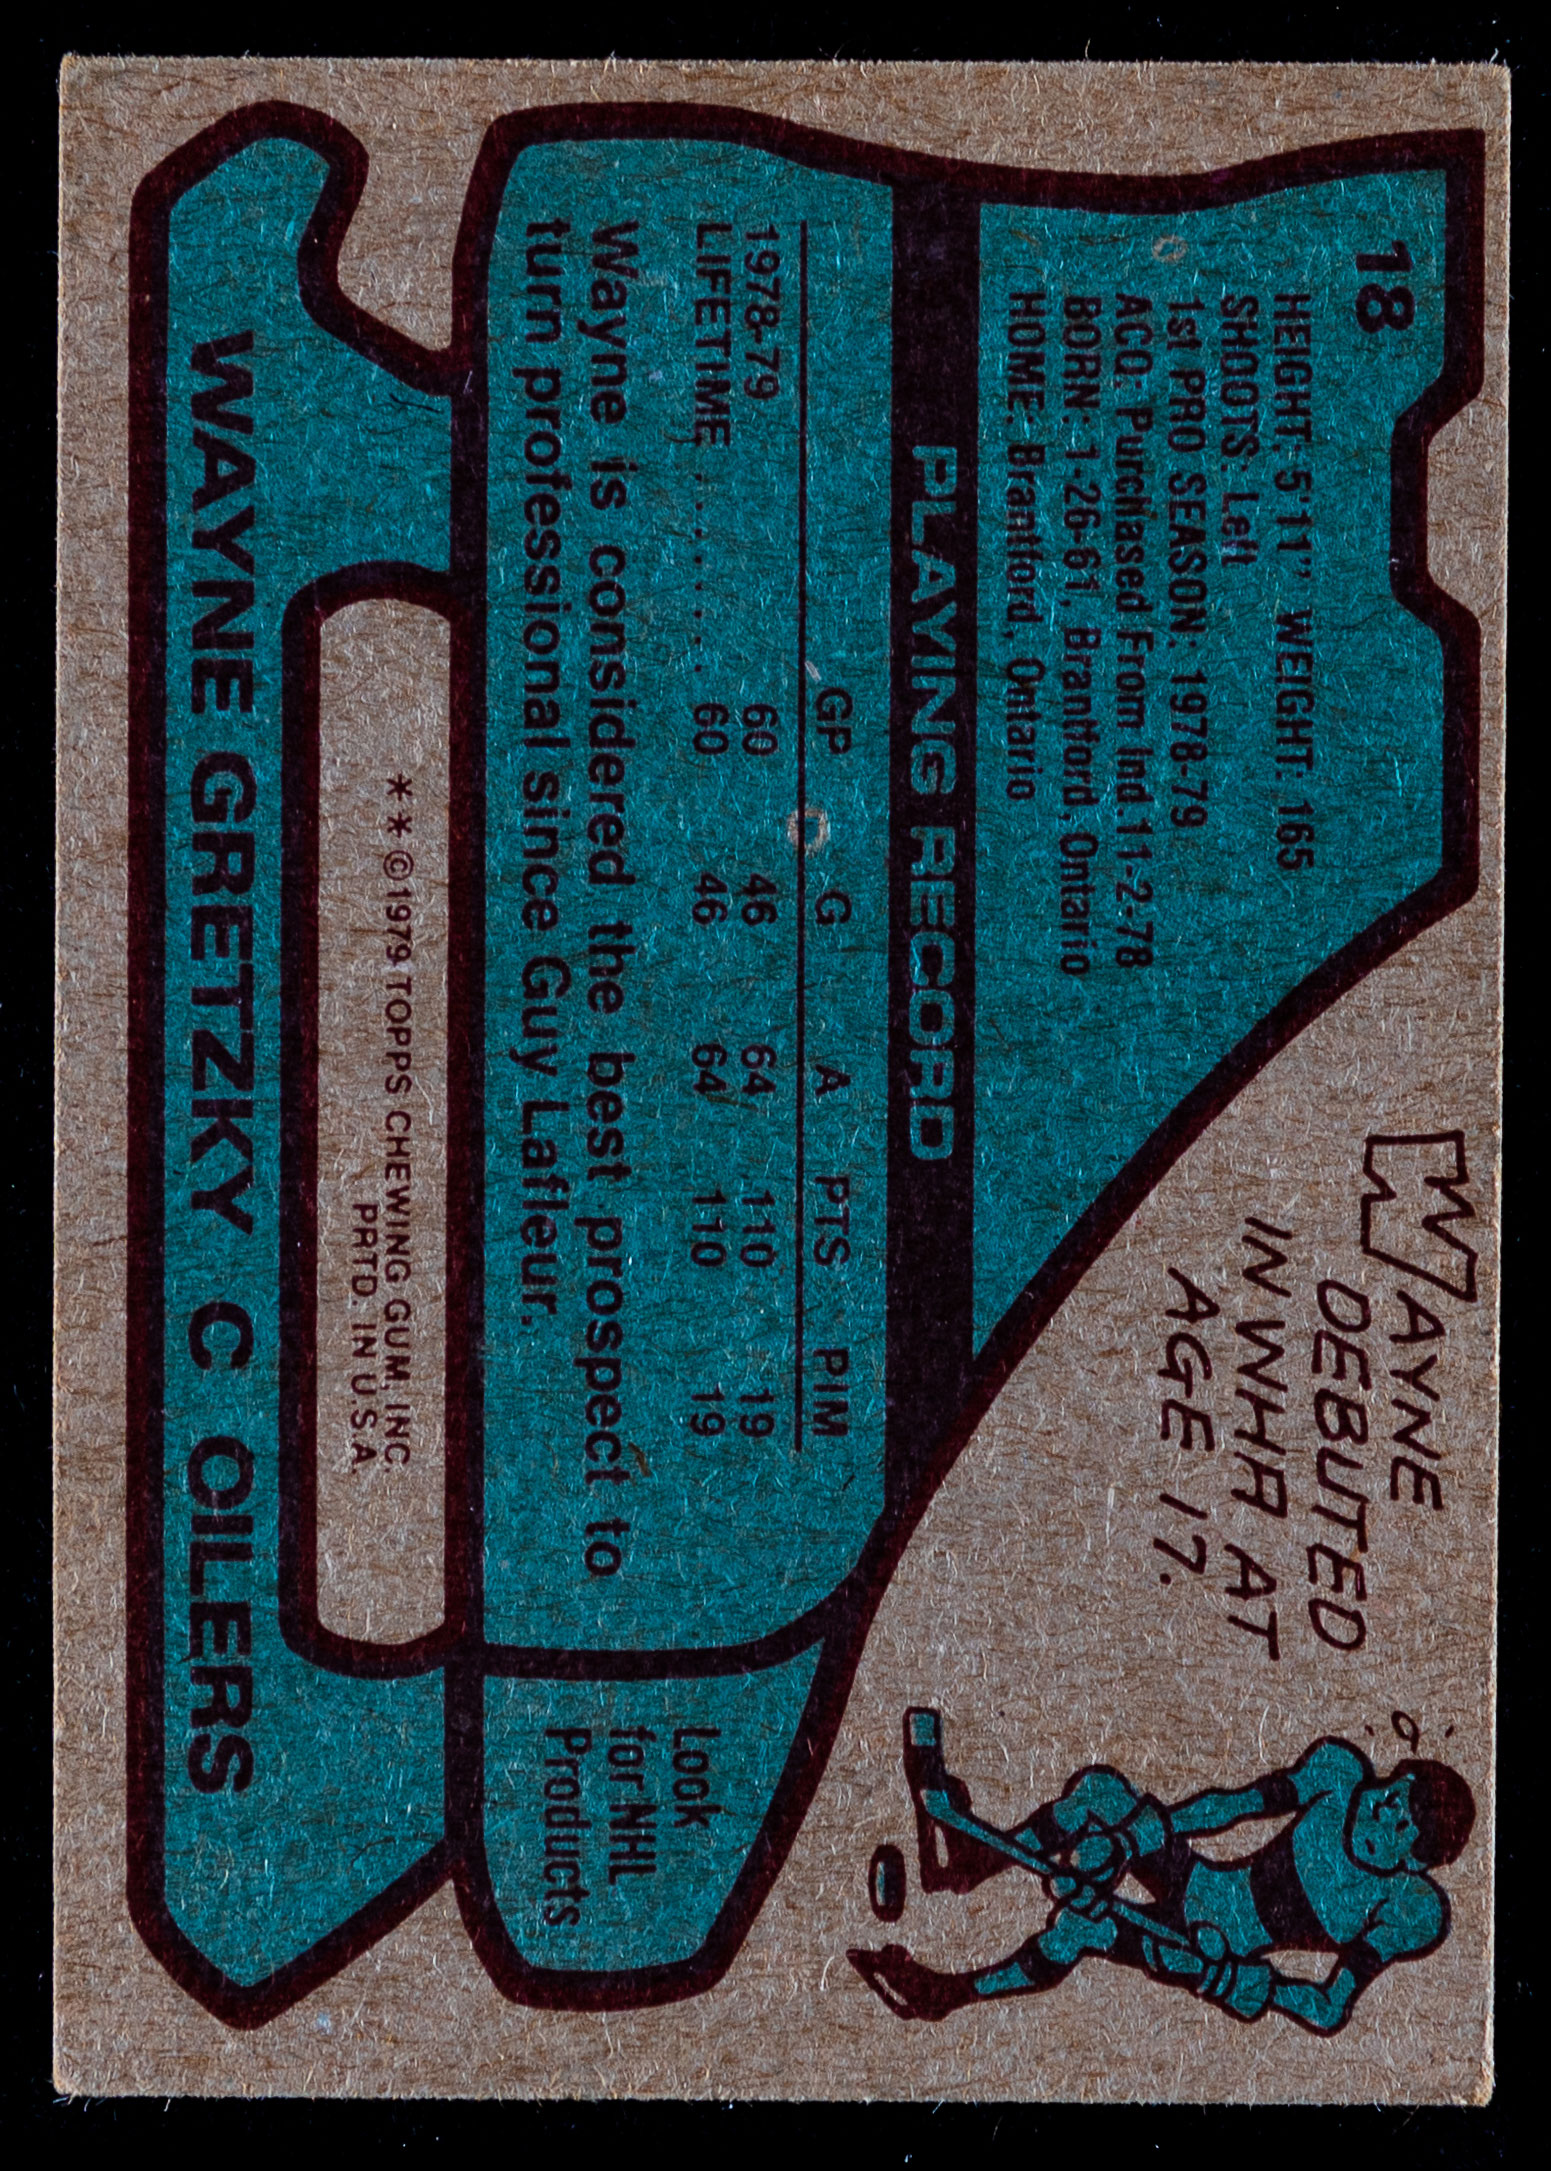 18
HEIGHT: 5'11" WEIGHT: 165
SHOOTS: Left
1st PRO SEASON: 1978-79
ACQ: Purchased From Ind. 11-2-78
BORN: 1-26-61, Brantford, Ontario
HOME: Brantford, Ontario
WAYNE
DEBUTED
IN WHA AT
AGE 17.
PLAYING RECORD
GP G A PTS PIM
1978-79 60 46 64 110 19
LIFETIME ........ 60 46 64 110 19
Wayne is considered the best prospect to
turn professional since Guy Lafleur.
Look
for NHL
Products
* * ©1979 TOPPS CHEWING GUM, INC.
PRTD. IN U.S.A.
WAYNE GRETZKY C OILERS